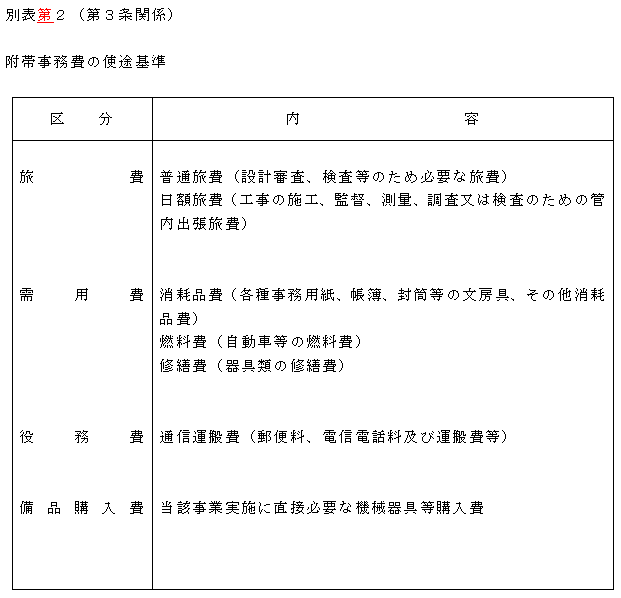 別表第２（第３条関係）
附帯事務費の使途基準
区　　分　　内　　　　　　容
旅　　　　費　普通旅費（設計審査、検査等のため必要な旅費）
日額旅費（工事の施工、監督、測量、調査又は検査のための管
内出張旅費）
需　用　費　消耗品費（各種事務用紙、帳簿、封筒等の文房具、その他消耗
品費）
燃料費（自動車等の燃料費）
修繕費（器具類の修繕費）
役　務　費　通信運搬費（郵便料、電信電話料及び運搬費等）
備品購入費　当該事業実施に直接必要な機械器具等購入費